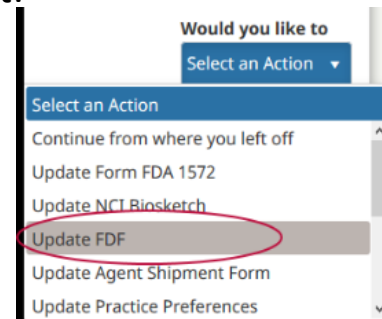 Would you like to
Select an Action
Select an Action
Continue from where you left off
Update Form FDA 1572
Update NCI Biosketch
Update FDF
Update Agent Shipment Form
Update Practice Preferences